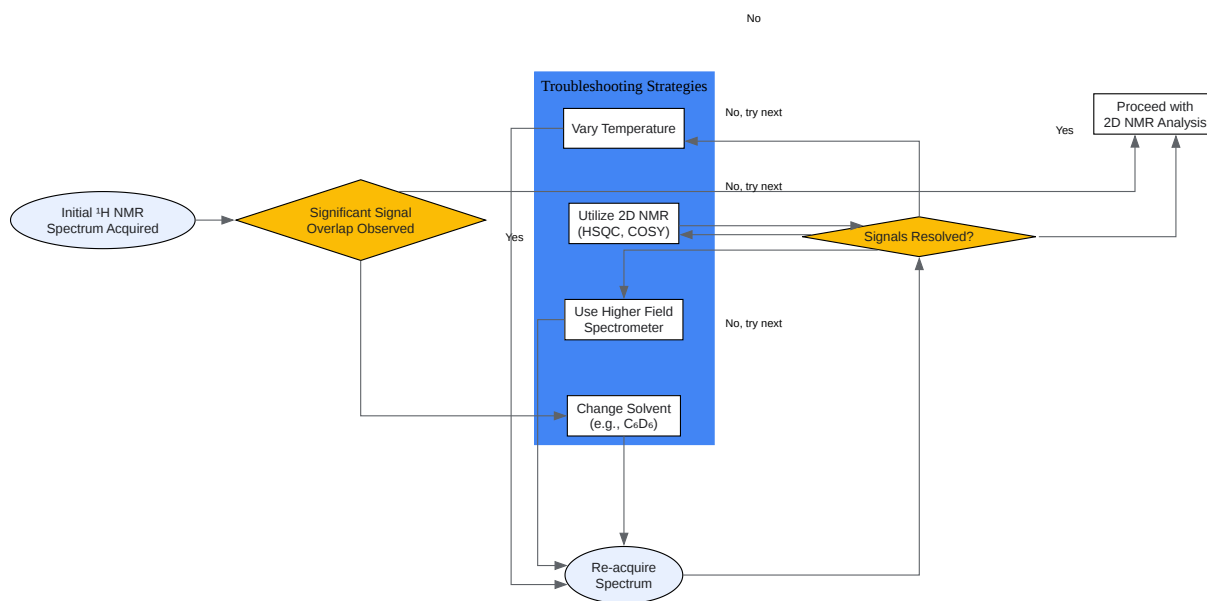 No
Troubleshooting Strategies
No, try next
Vary Temperature
Proceed with
2D NMR Analysis
Yes
No, try next
Initial ¹H NMR
Spectrum Acquired
Significant Signal
Overlap Observed
Yes
Utilize 2D NMR
(HSQC, COSY)
Signals Resolved?
Use Higher Field
Spectrometer
No, try next
Change Solvent
(e.g., C₆D₆)
Re-acquire
Spectrum